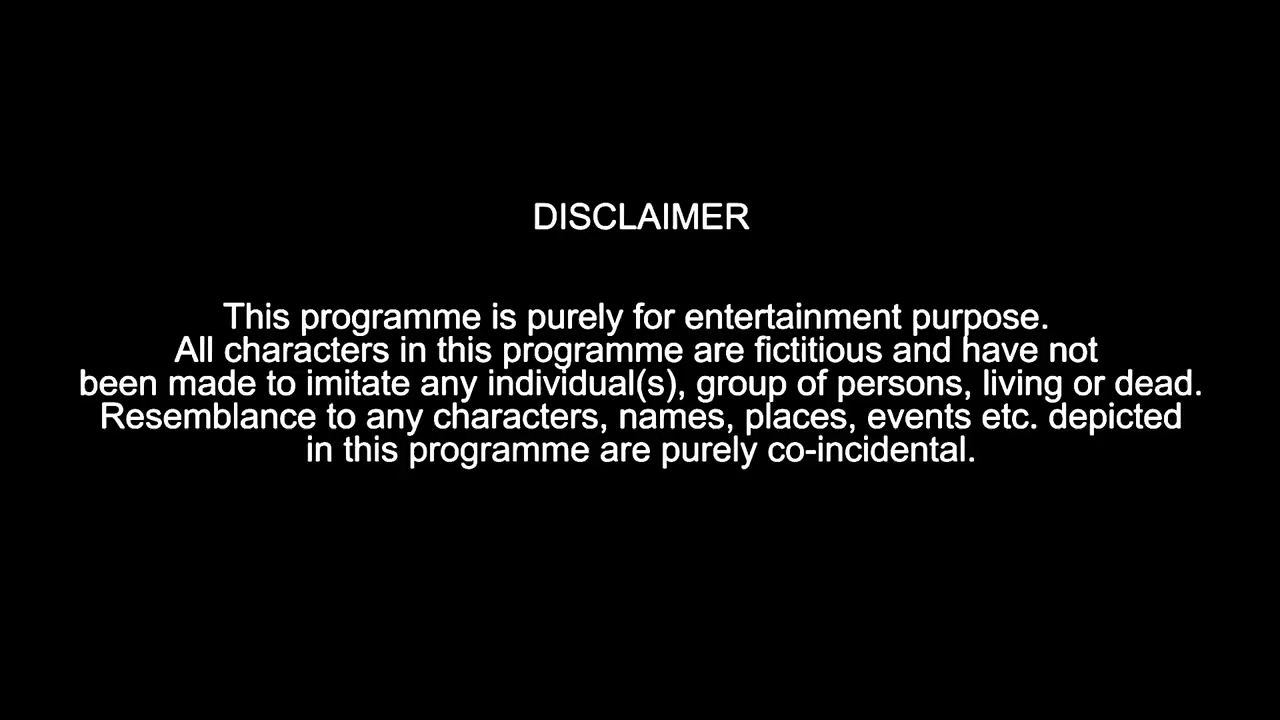 DISCLAIMER
This programme is purely for entertainment purpose.
All characters in this programme are fictitious and have not
been made to imitate any individual(s), group of persons, living or dead.
Resemblance to any characters, names, places, events etc. depicted
in this programme are purely co-incidental.